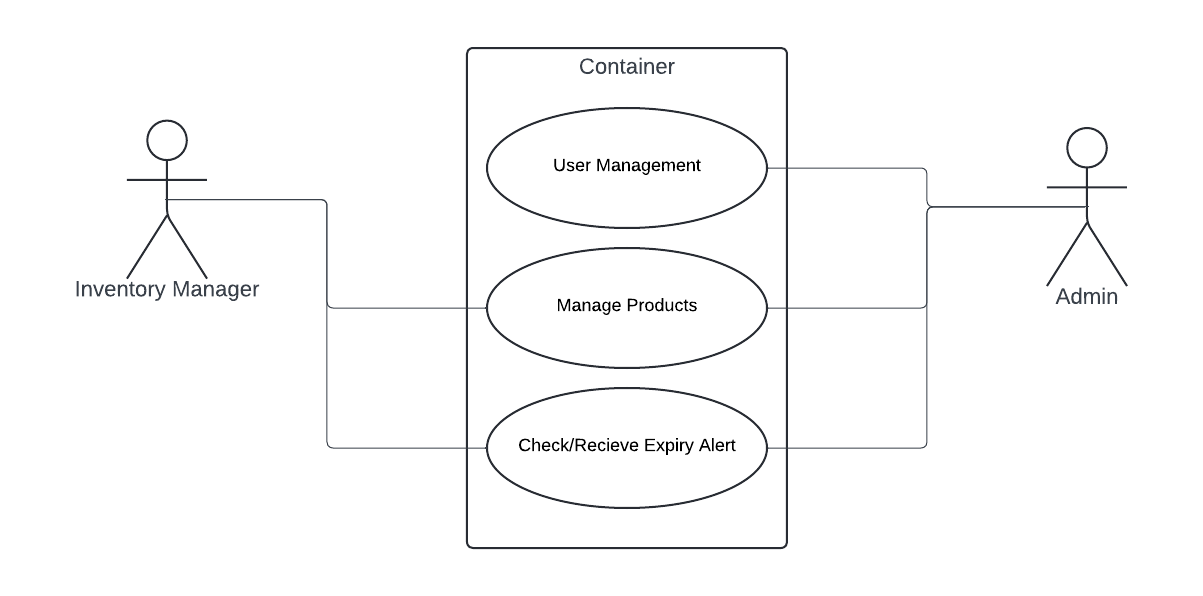 Container
User Management
Inventory Manager
Admin
Manage Products
Check/Recieve Expiry Alert